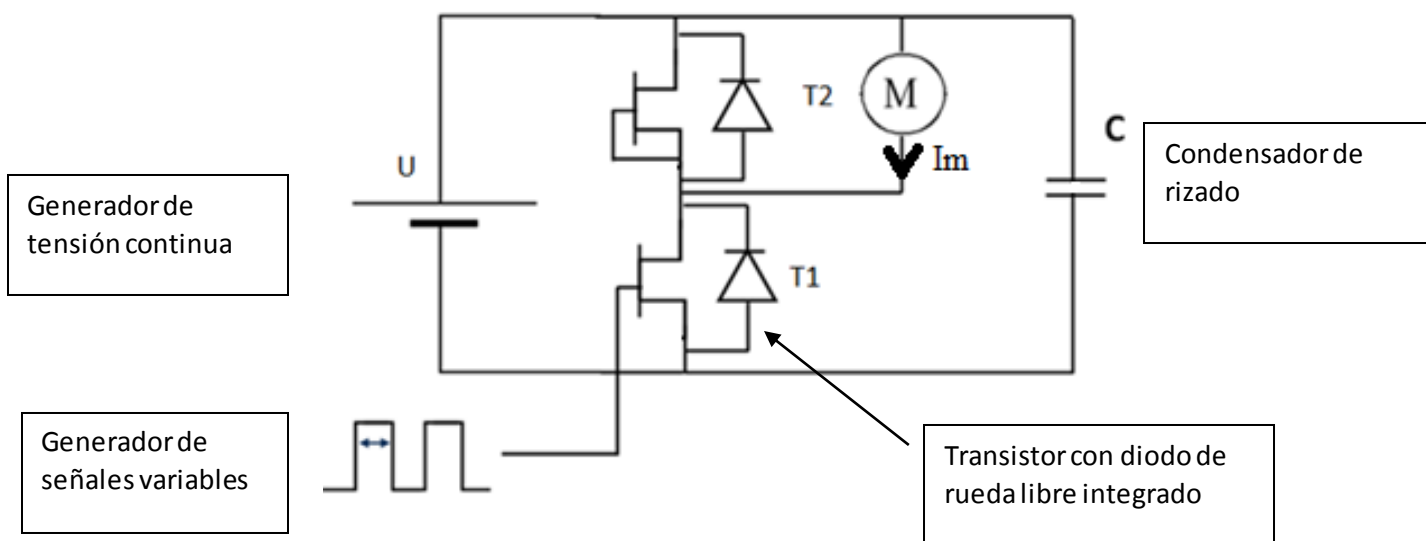 T2
M
C
Im
Condensador de
rizado
U
Generador de
tensión continua
T1
Generador de
señales variables
Transistor con diodo de
rueda libre integrado